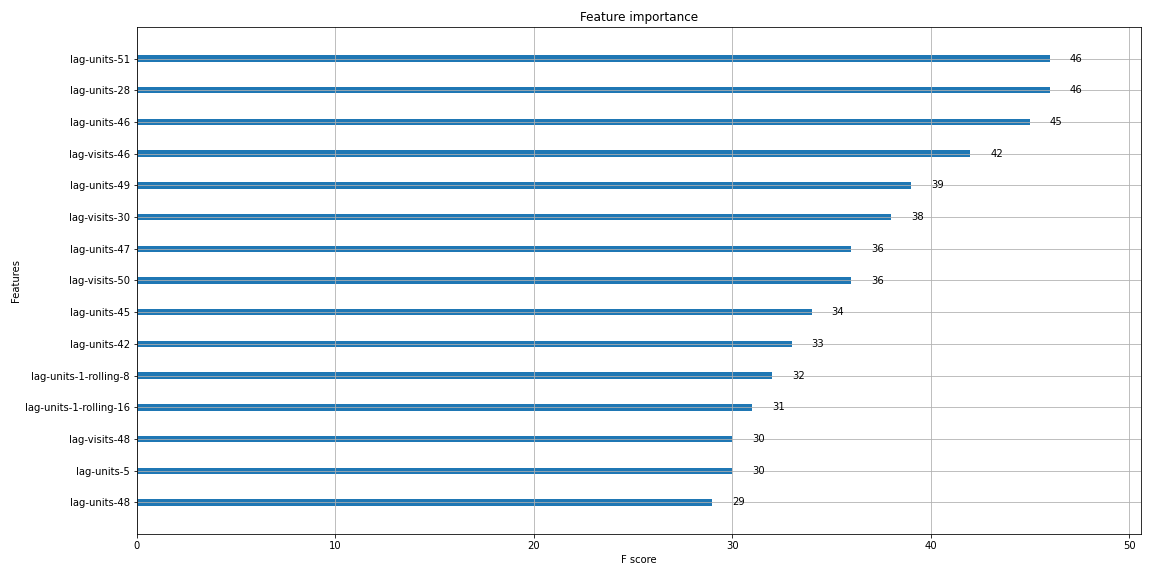 Feature importance
Features
lag-units-51 46
lag-units-28 46
lag-units-46 45
lag-visits-46 42
lag-units-49 39
lag-visits-30 38
lag-units-47 36
lag-visits-50 36
lag-units-45 34
lag-units-42 33
lag-units-1-rolling-8 32
lag-units-1-rolling-16 31
lag-visits-48 30
lag-units-5 30
lag-units-48 29
0 10 20 30 40 50
F score